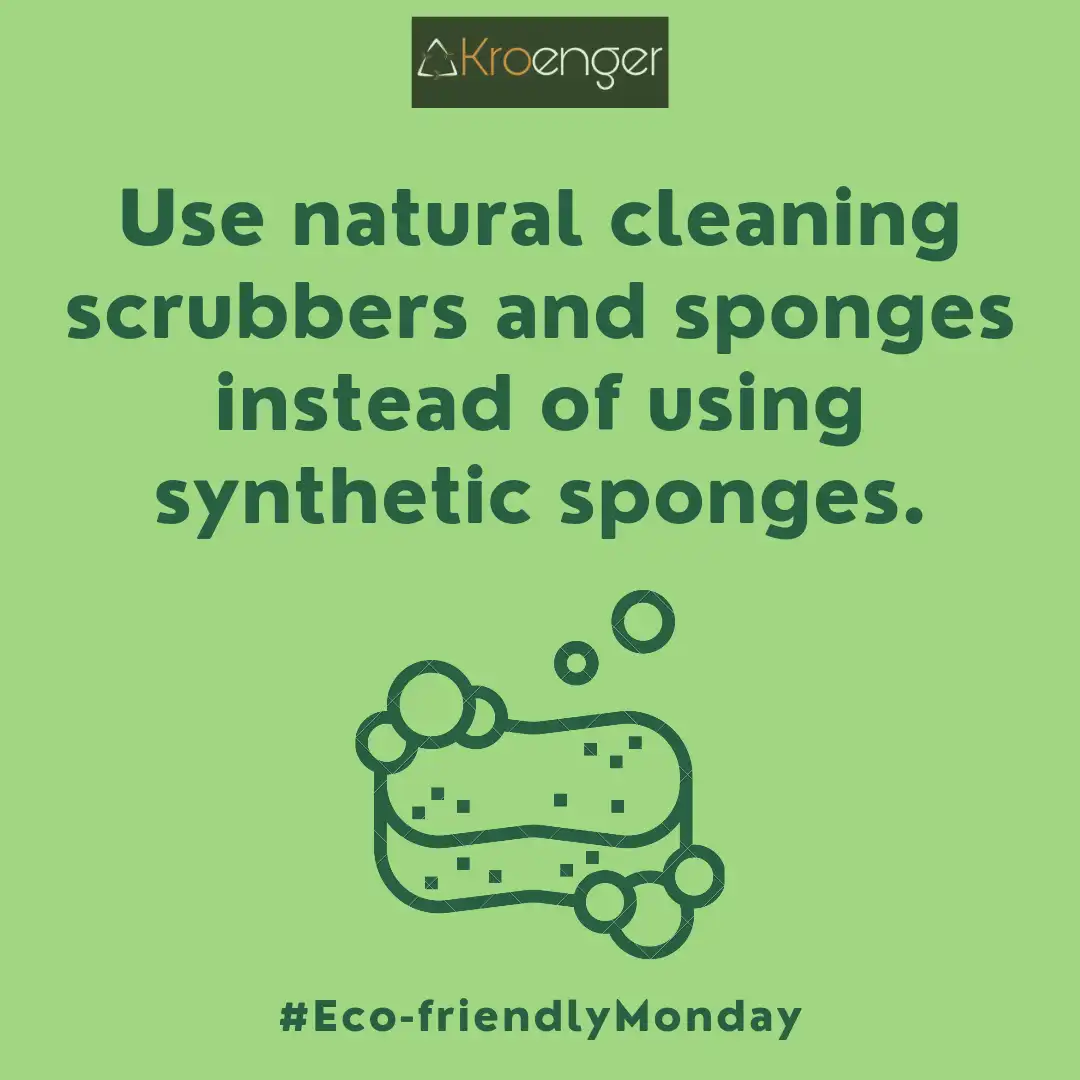 Kroenger
Use natural cleaning
scrubbers and sponges
instead of using
synthetic sponges.
#Eco-friendlyMonday